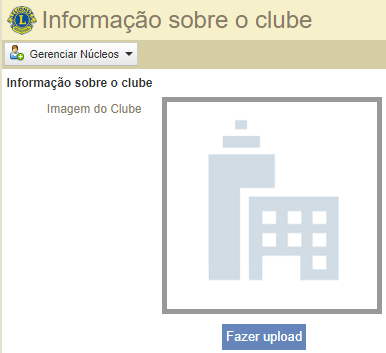 Informação sobre o clube
Gerenciar Núcleos
Informação sobre o clube
Imagem do Clube
Fazer upload